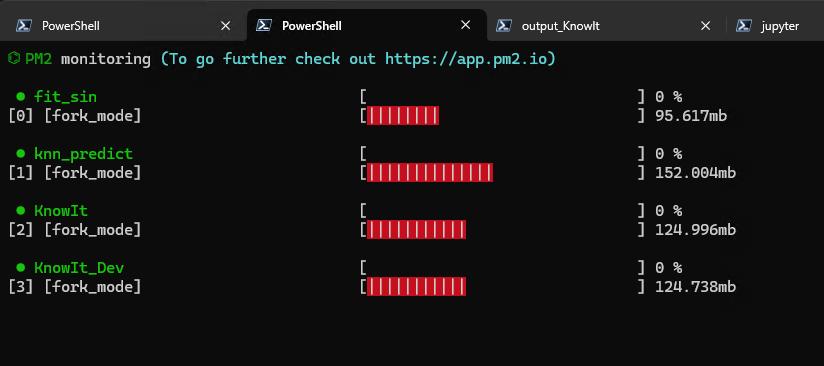 PowerShell
PowerShell
output_KnowIt
jupyter
PM2 monitoring (To go further check out https://app.pm2.io)
● fit_sin [ ] 0 %
[0] [fork_mode] [|||||||| ] 95.617mb
● knn_predict [ ] 0 %
[1] [fork_mode] [|||||||||||||| ] 152.004mb
● KnowIt [ ] 0 %
[2] [fork_mode] [||||||||||| ] 124.996mb
● KnowIt_Dev [ ] 0 %
[3] [fork_mode] [||||||||||| ] 124.738mb